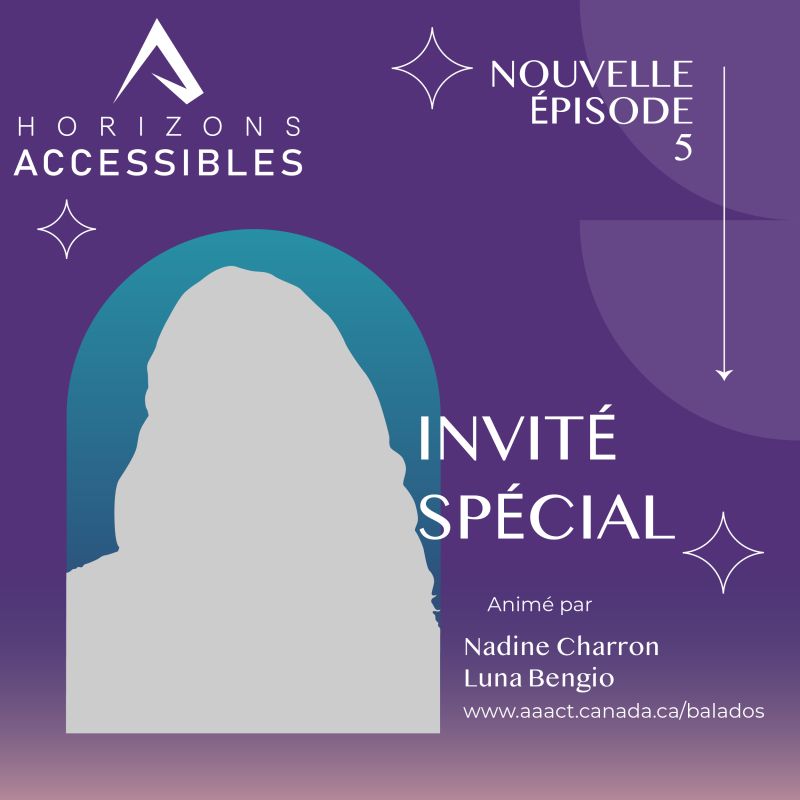 HORIZONS
ACCESSIBLES
NOUVELLE
ÉPISODE
5
INVITÉ
SPÉCIAL
Animé par
Nadine Charron
Luna Bengio
www.aaact.canada.ca/balados